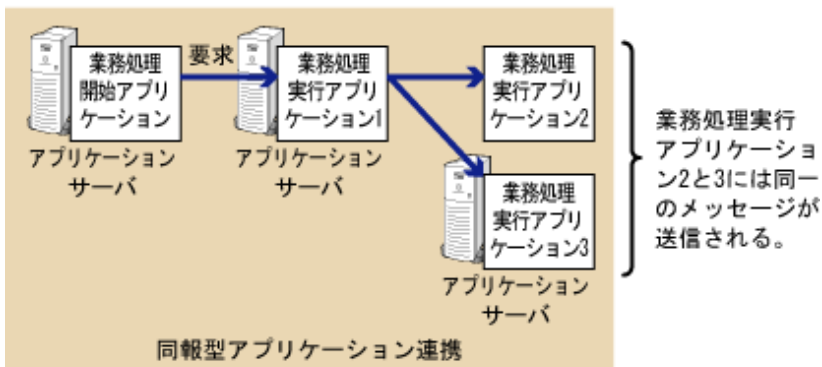 業務処理
開始アプリ
ケーション
要求
業務処理
実行アプリ
ケーション1
業務処理
実行アプリ
ケーション2
アプリケーション
サーバ
アプリケーション
サーバ
業務処理
実行アプリ
ケーション3
アプリケーション
サーバ
業務処理実行
アプリケーショ
ン2と3には同一
のメッセージが
送信される。
同報型アプリケーション連携